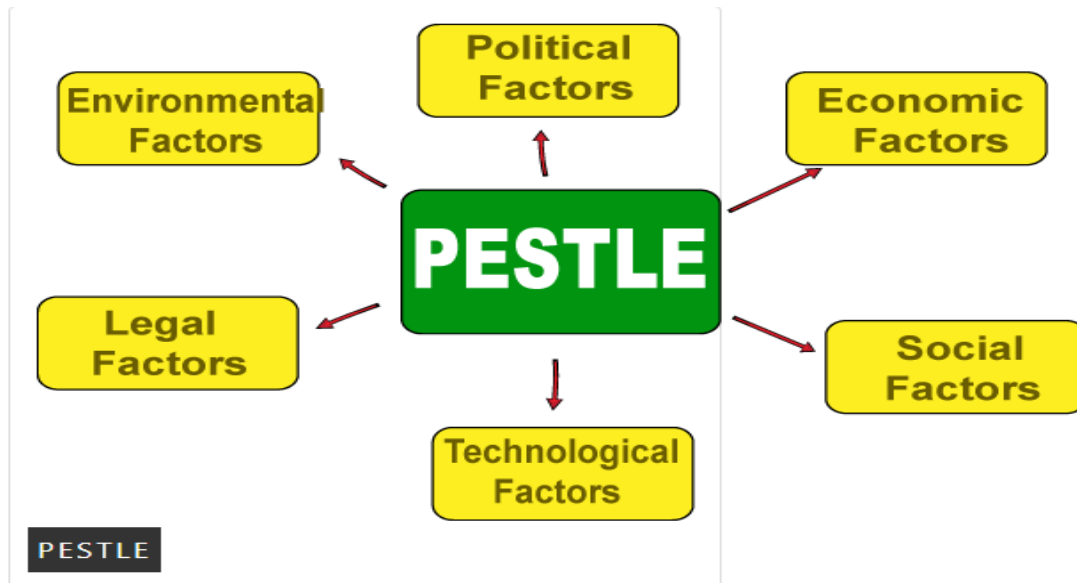 Political
Factors
Environmental
Factors
Economic
Factors
PESTLE
Legal
Factors
Social
Factors
Technological
Factors
PESTLE